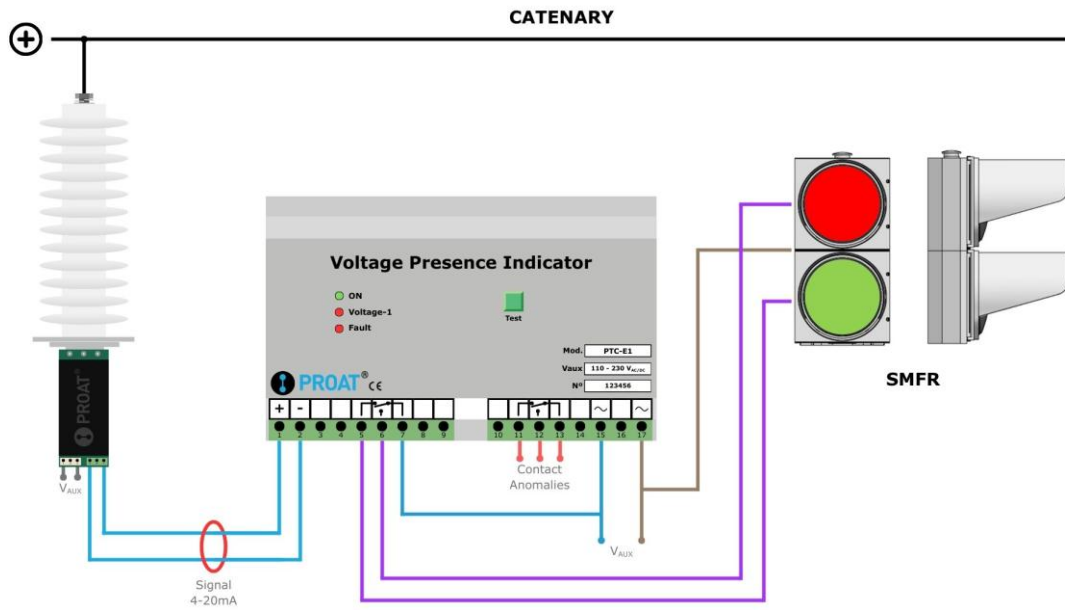 CATENARY
Voltage Presence Indicator
ON
Voltage-1
Fault
Test
Mod. PTC-E1
Vaux 110 - 230 VAC/DC
Nº 123456
PROAT® CE
PROAT®
+ -
1 2 3 4 5 6 7 8 9
10 11 12 13 14 15 16 17
VAUX
Contact
Anomalies
VAUX
Signal
4-20mA
SMFR